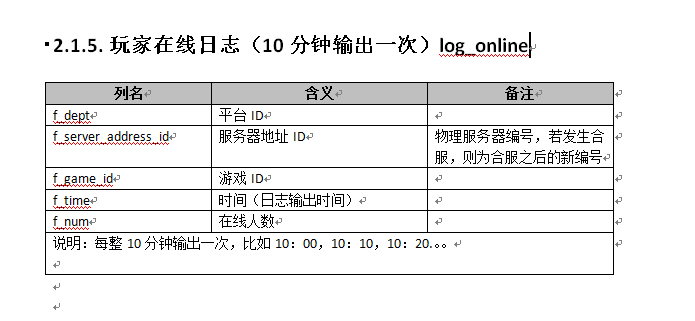 2.1.5. 玩家在线日志（10 分钟输出一次）log_online
列名 含义 备注
f_dept 平台 ID
f_server_address_id 服务器地址 ID 物理服务器编号，若发生合
服，则为合服之后的新编号
f_game_id 游戏 ID
f_time 时间（日志输出时间）
f_num 在线人数
说明：每整 10 分钟输出一次，比如 10：00，10：10，10：20.。。